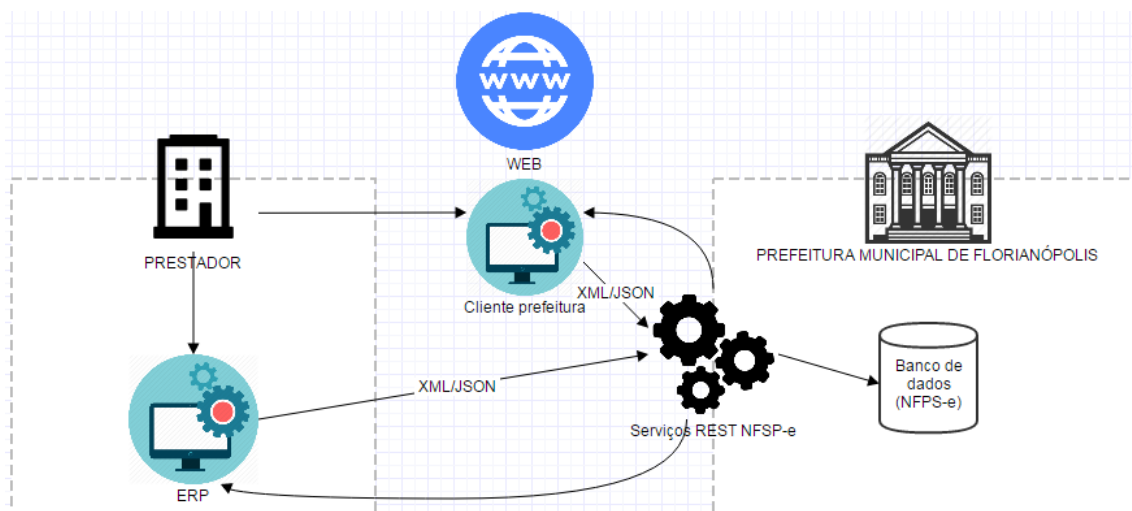 WWW
WEB
PRESTADOR
PREFEITURA MUNICIPAL DE FLORIANÓPOLIS
Cliente prefeitura
XML/JSON
XML/JSON
Banco de
dados
(NFPS-e)
Serviços REST NFSP-e
ERP